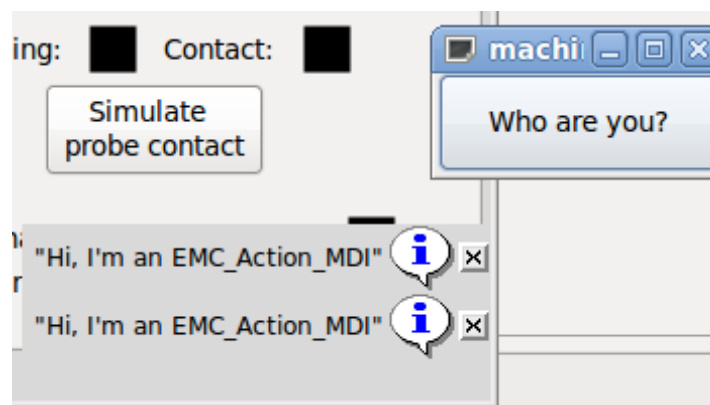 ing: Contact:
machi
Simulate
probe contact
Who are you?
"Hi, I'm an EMC_Action_MDI"
"Hi, I'm an EMC_Action_MDI"